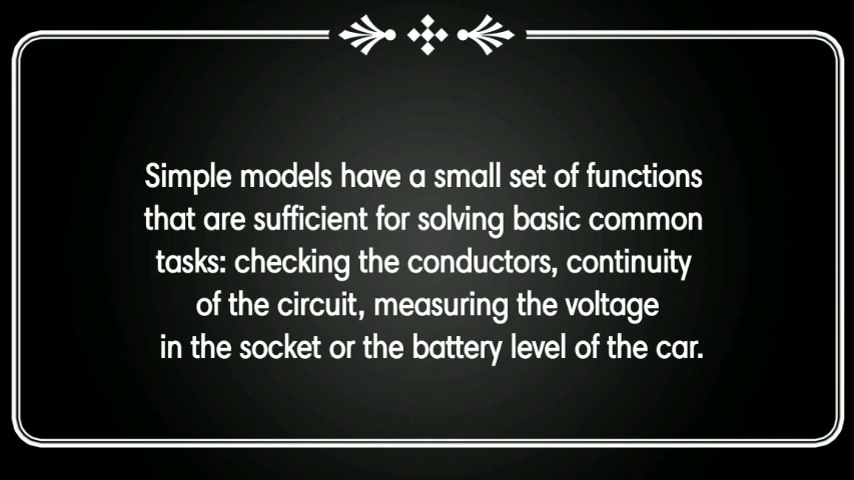 Simple models have a small set of functions
that are sufficient for solving basic common
tasks: checking the conductors, continuity
of the circuit, measuring the voltage
in the socket or the battery level of the car.